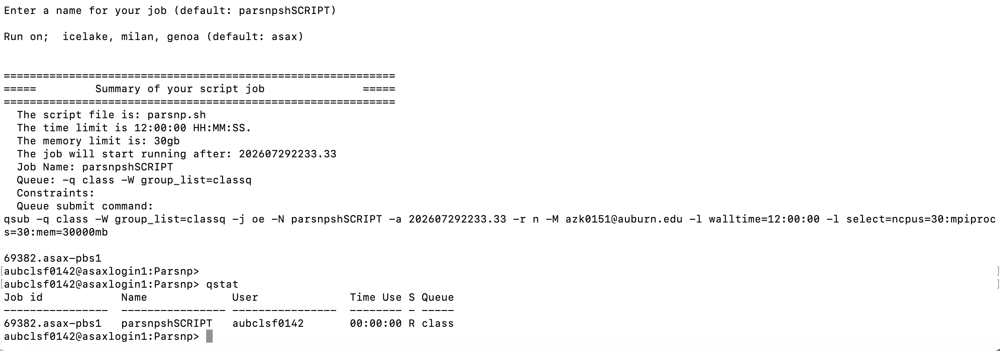 Enter a name for your job (default: parsnpshSCRIPT)
Run on;  icelake, milan, genoa (default: asax)
============================================================
=====         Summary of your script job               =====
============================================================
  The script file is: parsnp.sh
  The time limit is 12:00:00 HH:MM:SS.
  The memory limit is: 30gb
  The job will start running after: 202607292233.33
  Job Name: parsnpshSCRIPT
  Queue: -q class -W group_list=classq
  Constraints:
  Queue submit command:
qsub -q class -W group_list=classq -j oe -N parsnpshSCRIPT -a 202607292233.33 -r n -M azk0151@auburn.edu -l walltime=12:00:00 -l select=ncpus=30:mpiproc
s=30:mem=30000mb
69382.asax-pbs1
[aubclsf0142@asaxlogin1:Parsnp> ]
[aubclsf0142@asaxlogin1:Parsnp> qstat ]
Job id            Name             User              Time Use S Queue
----------------  ---------------- ----------------  -------- - -----
69382.asax-pbs1   parsnpshSCRIPT   aubclsf0142       00:00:00 R class
aubclsf0142@asaxlogin1:Parsnp>